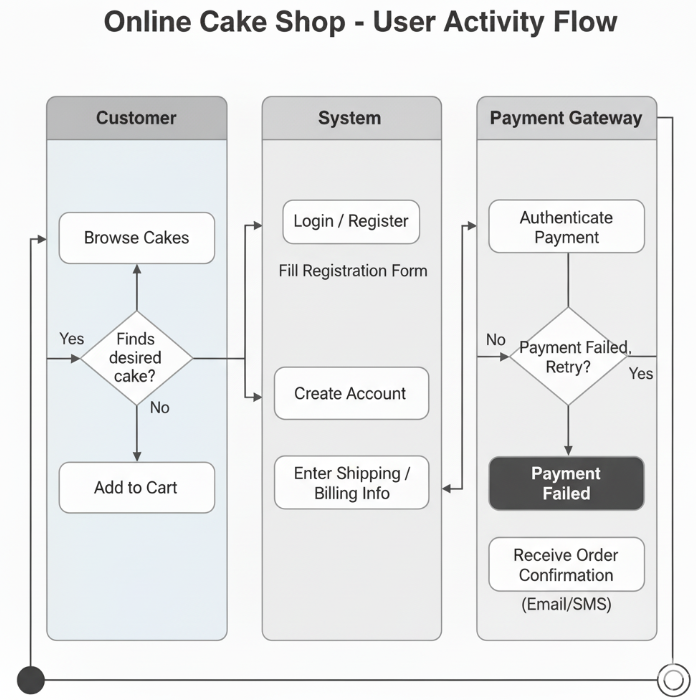 Online Cake Shop - User Activity Flow
Customer
System
Payment Gateway
Browse Cakes
Yes
Finds
desired
cake?
No
Add to Cart
Login / Register
Fill Registration Form
Create Account
Enter Shipping /
Billing Info
Authenticate
Payment
No
Payment Failed,
Retry?
Yes
Payment
Failed
Receive Order
Confirmation
(Email/SMS)